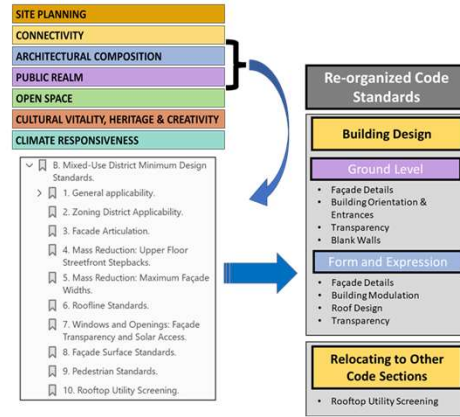 SITE PLANNING
CONNECTIVITY
ARCHITECTURAL COMPOSITION
PUBLIC REALM
OPEN SPACE
CULTURAL VITALITY, HERITAGE & CREATIVITY
CLIMATE RESPONSIVENESS
B. Mixed-Use District Minimum Design
Standards.
1. General applicability.
2. Zoning District Applicability.
3. Facade Articulation.
4. Mass Reduction: Upper Floor
Streetfront Stepbacks.
5. Mass Reduction: Maximum Façade
Widths.
6. Roofline Standards.
7. Windows and Openings: Façade
Transparency and Solar Access.
8. Façade Surface Standards.
9. Pedestrian Standards.
10. Rooftop Utility Screening.
Re-organized Code
Standards
Building Design
Ground Level
• Façade Details
• Building Orientation &
Entrances
• Transparency
• Blank Walls
Form and Expression
• Façade Details
• Building Modulation
• Roof Design
• Transparency
Relocating to Other
Code Sections
• Rooftop Utility Screening